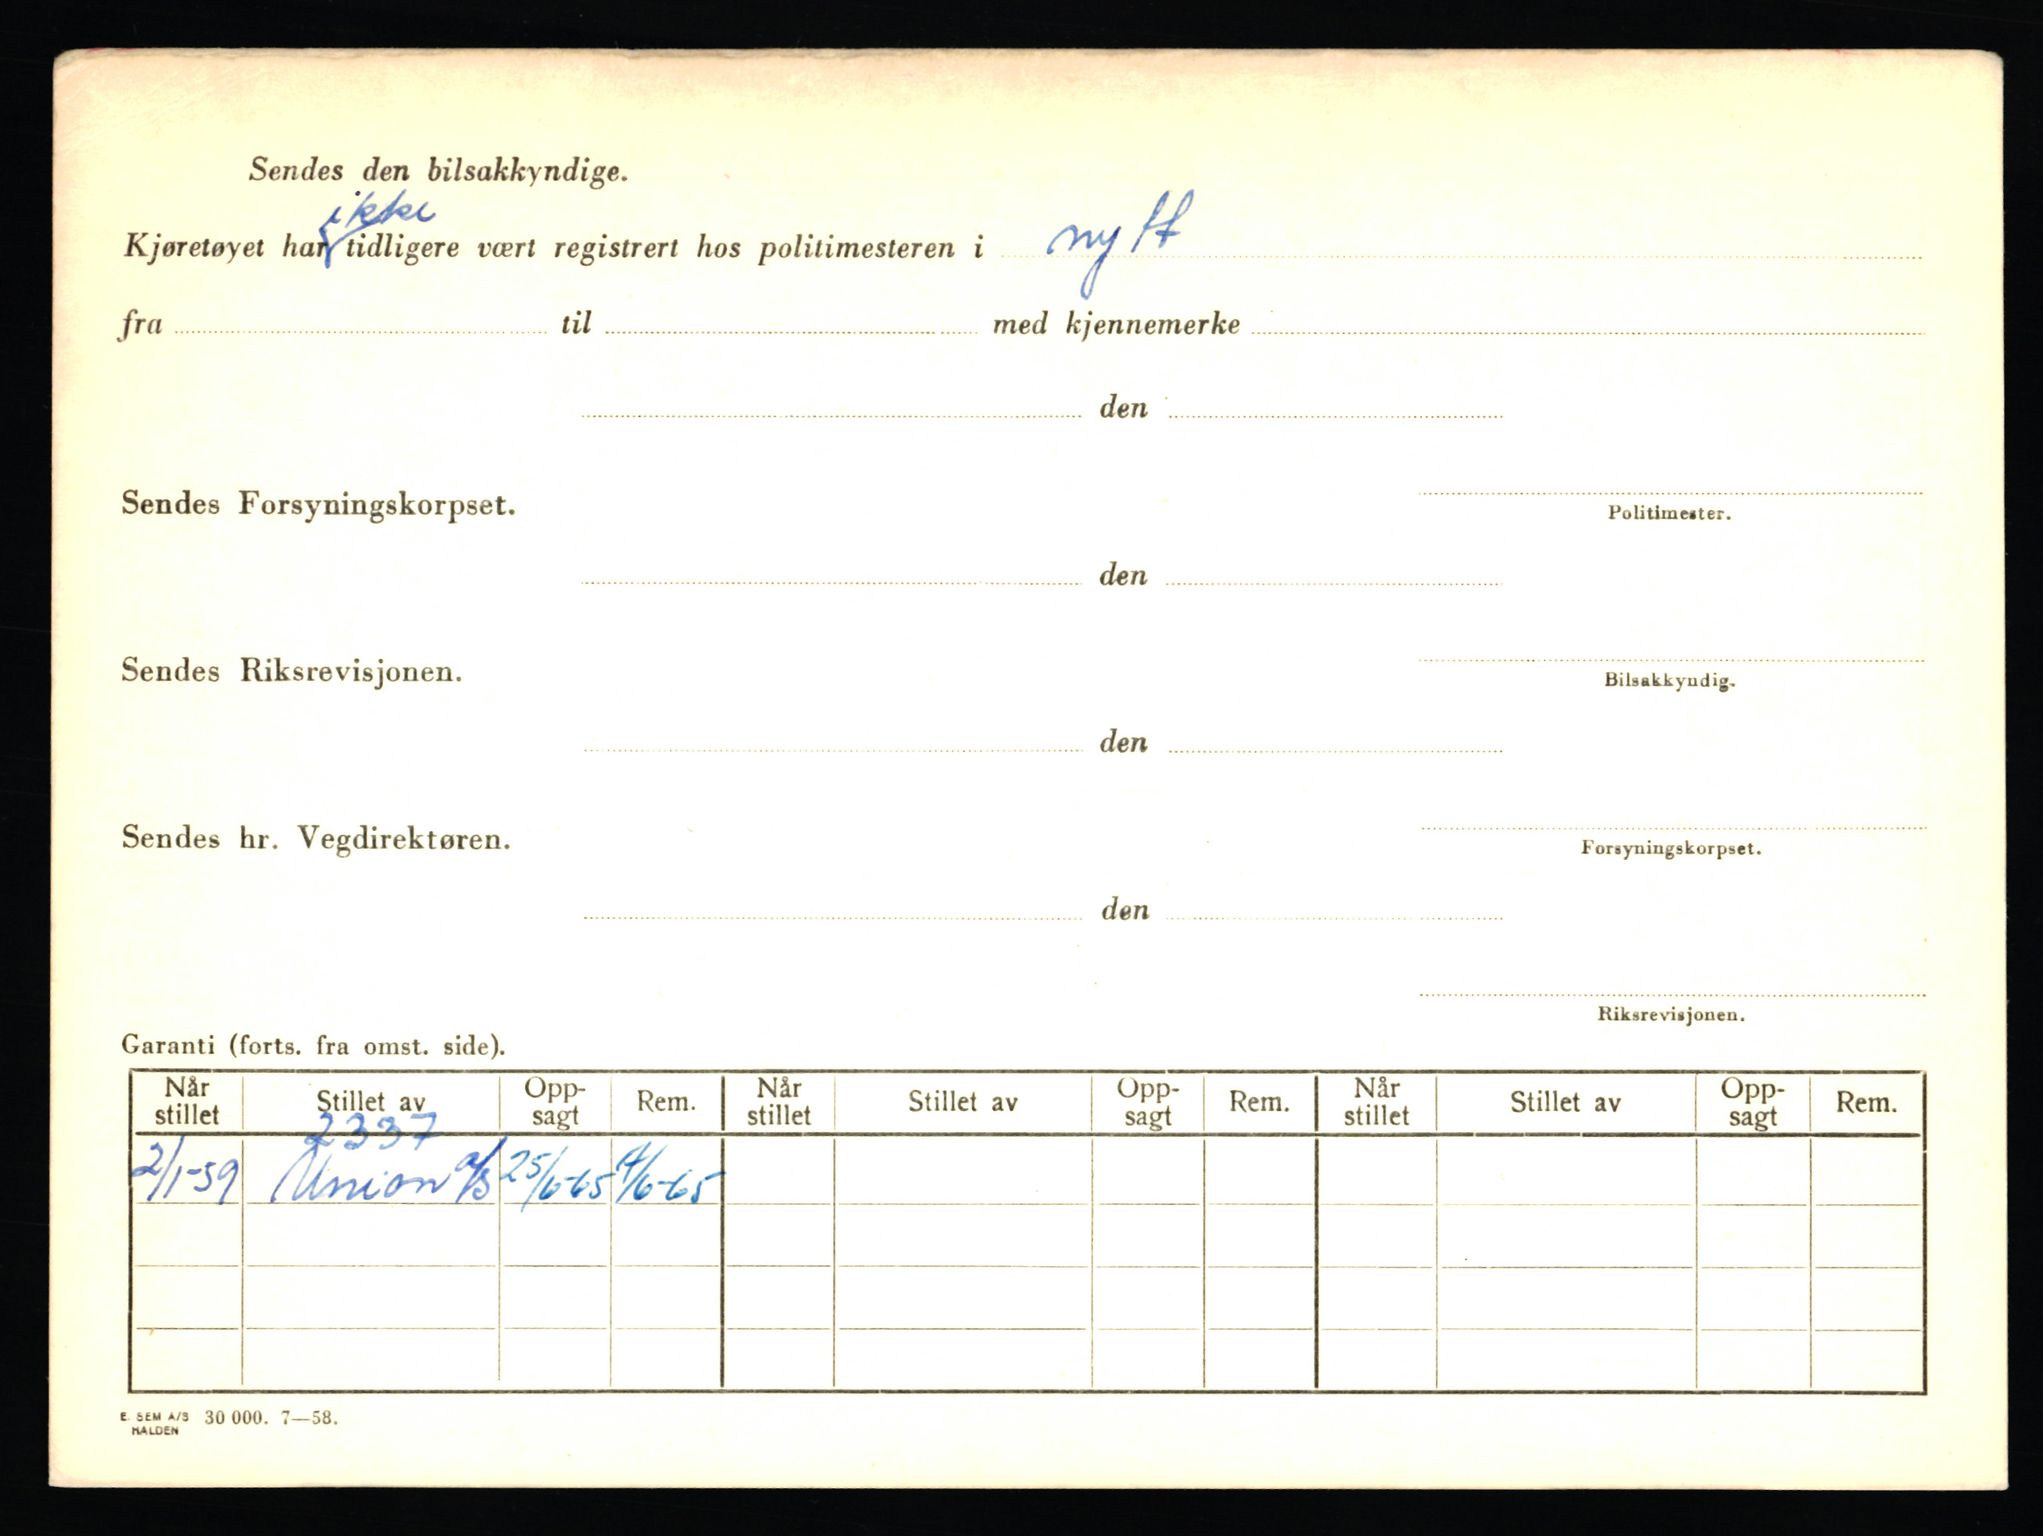 Sendes den bilsakkyndige.
ikke
Kjøretøyet har tidligere vært registrert hos politimesteren i nytt
fra til med kjennemerke
den
Sendes Forsyningskorpset.
Politimester.
den
Sendes Riksrevisjonen.
Bilsakkyndig.
den
Sendes hr. Vegdirektøren.
Forsyningskorpset.
den
Riksrevisjonen.
Garanti (forts. fra omst. side).
Når stillet Stillet av Opp-sagt Rem. Når stillet Stillet av Opp-sagt Rem. Når stillet Stillet av Opp-sagt Rem.
2337
2/1-59 Union a/s 25/6-65 4/6-65
E. SEM A/S 30 000. 7—58.
HALDEN